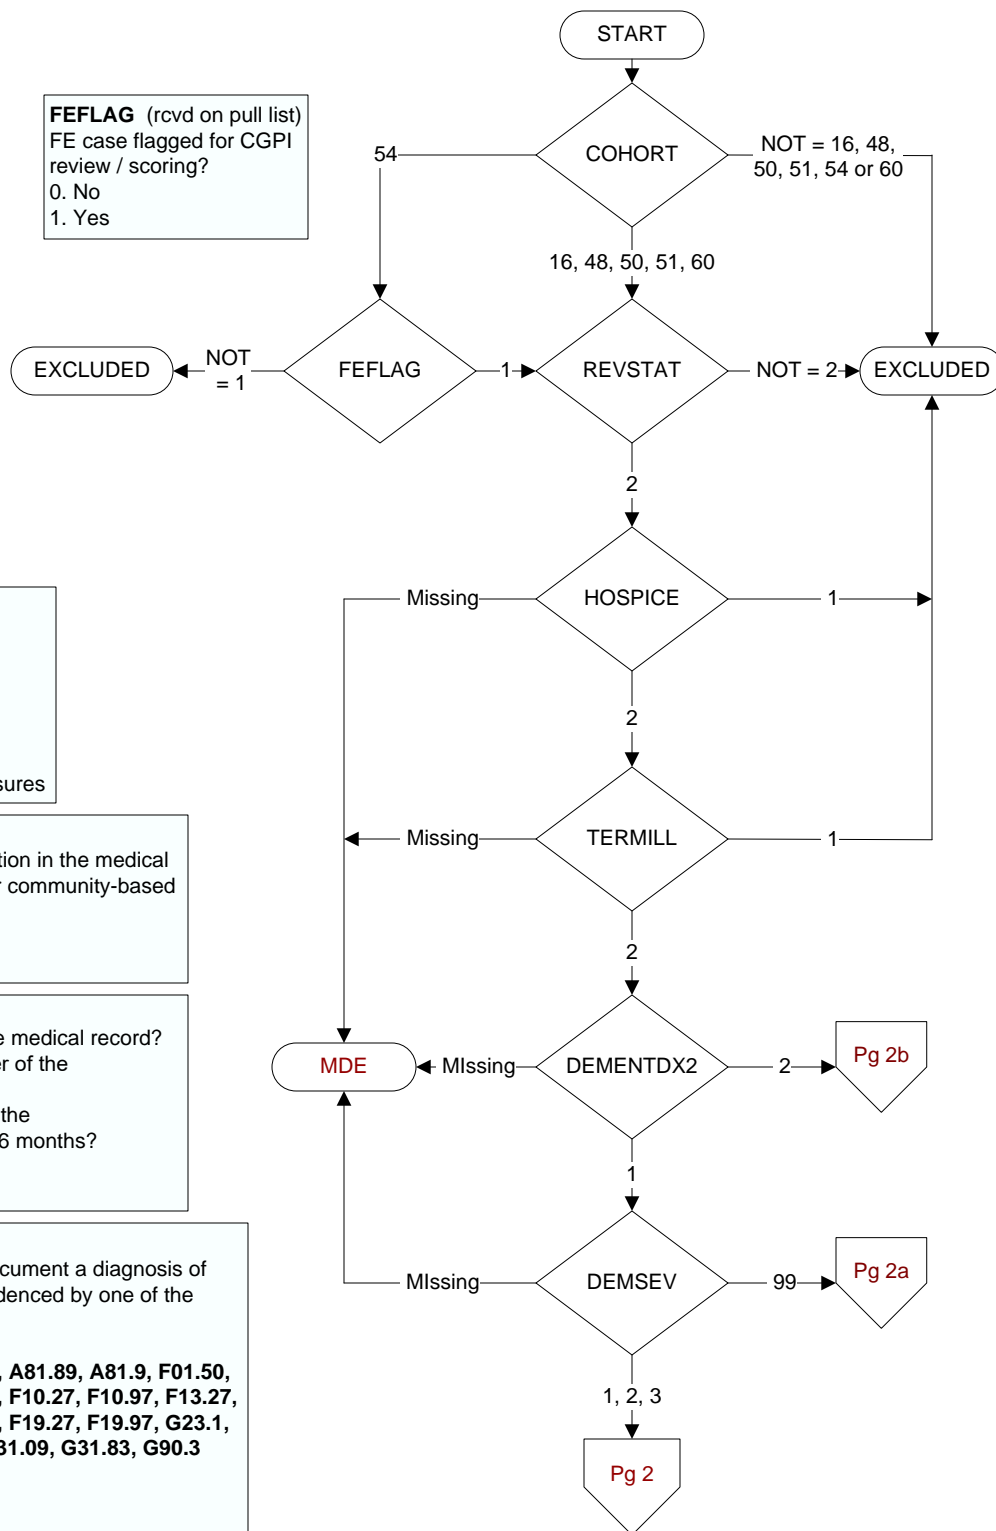 START
FEFLAG (rcvd on pull list)
FE case flagged for CGPI
review / scoring?
0. No
1. Yes
COHORT
54
NOT = 16, 48,
50, 51, 54 or 60
16, 48, 50, 51, 60
EXCLUDED
NOT
= 1
FEFLAG
1
REVSTAT
NOT = 2
EXCLUDED
2
Missing
HOSPICE
1
2
sures
Missing
TERMILL
1
tion in the medical
r community-based
2
e medical record?
er of the
the
6 months?
MDE
MIssing
DEMENTDX2
2
Pg 2b
1
cument a diagnosis of
denced by one of the
, A81.89, A81.9, F01.50,
, F10.27, F10.97, F13.27,
, F19.27, F19.97, G23.1,
31.09, G31.83, G90.3
MIssing
DEMSEV
99
Pg 2a
1, 2, 3
Pg 2